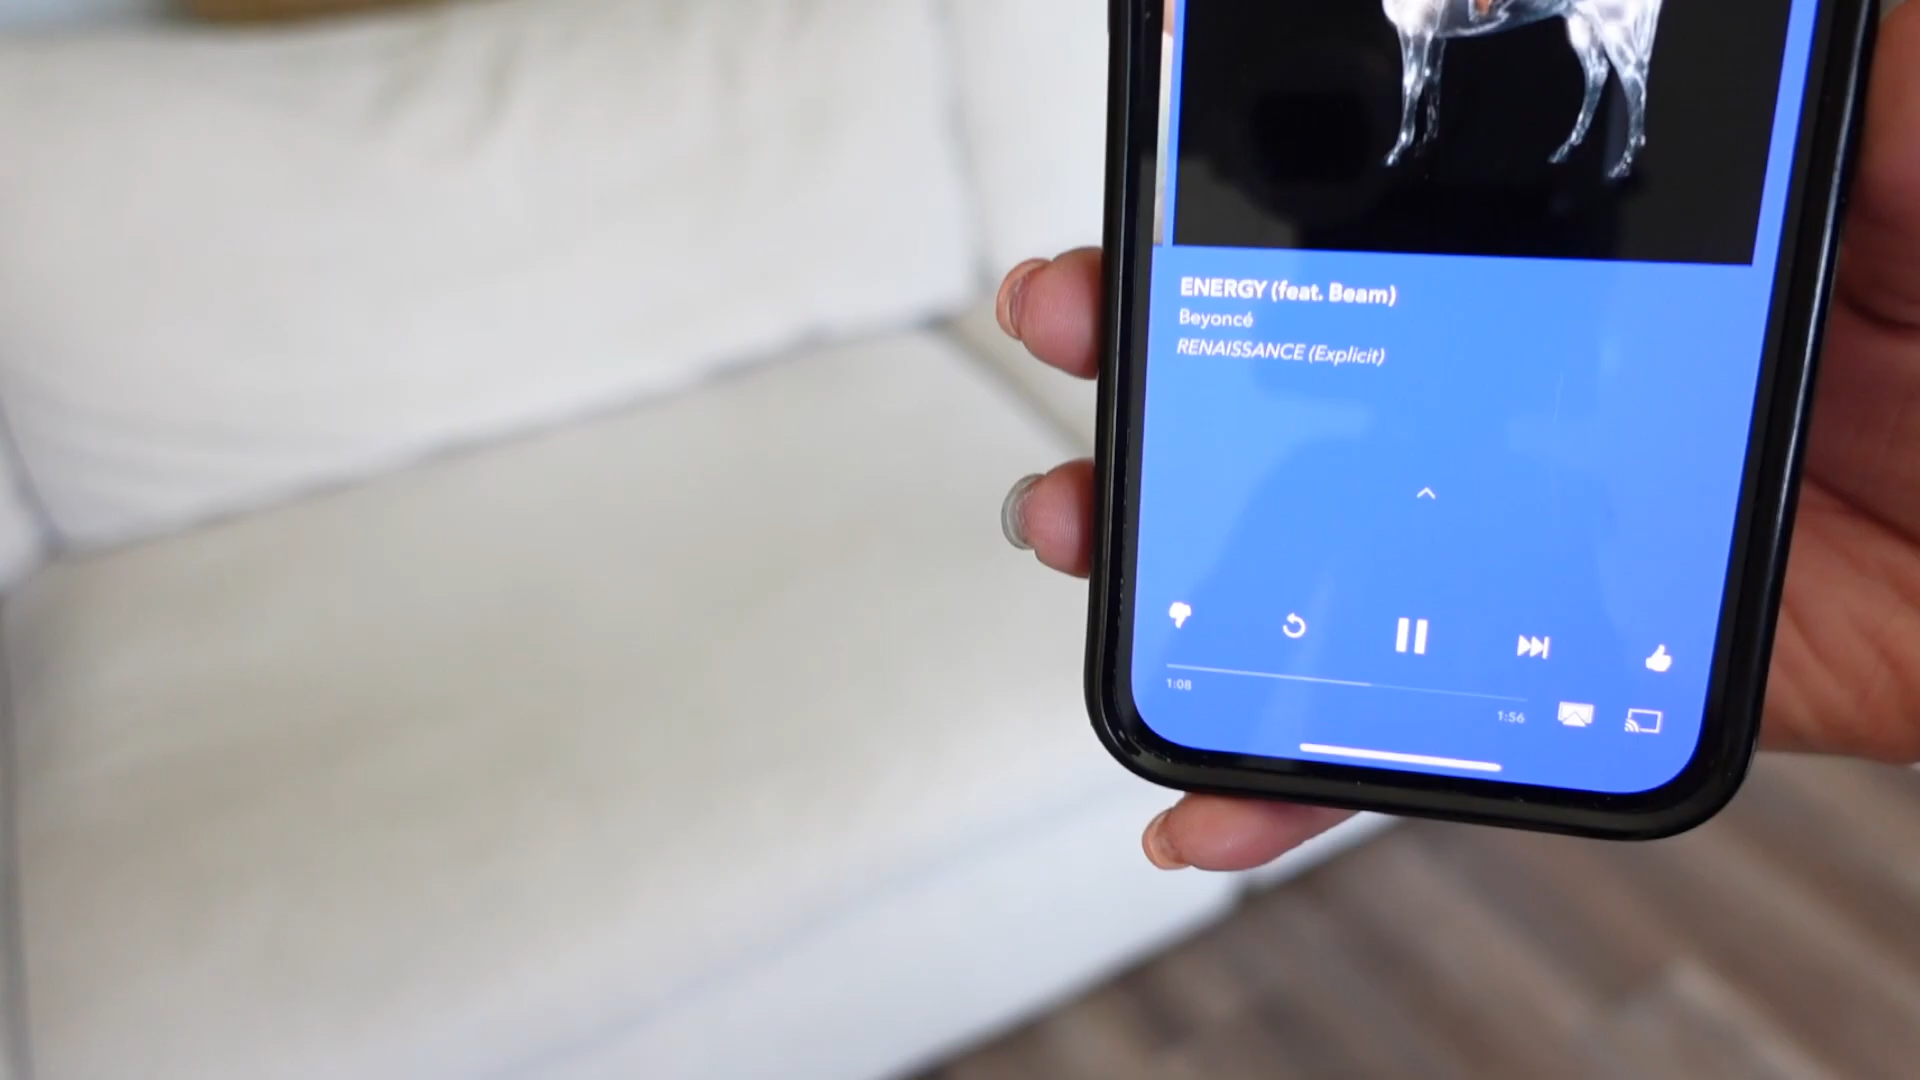 ENERGY (feat. Beam)
Beyoncé
RENAISSANCE (Explicit)
1:08
1:56